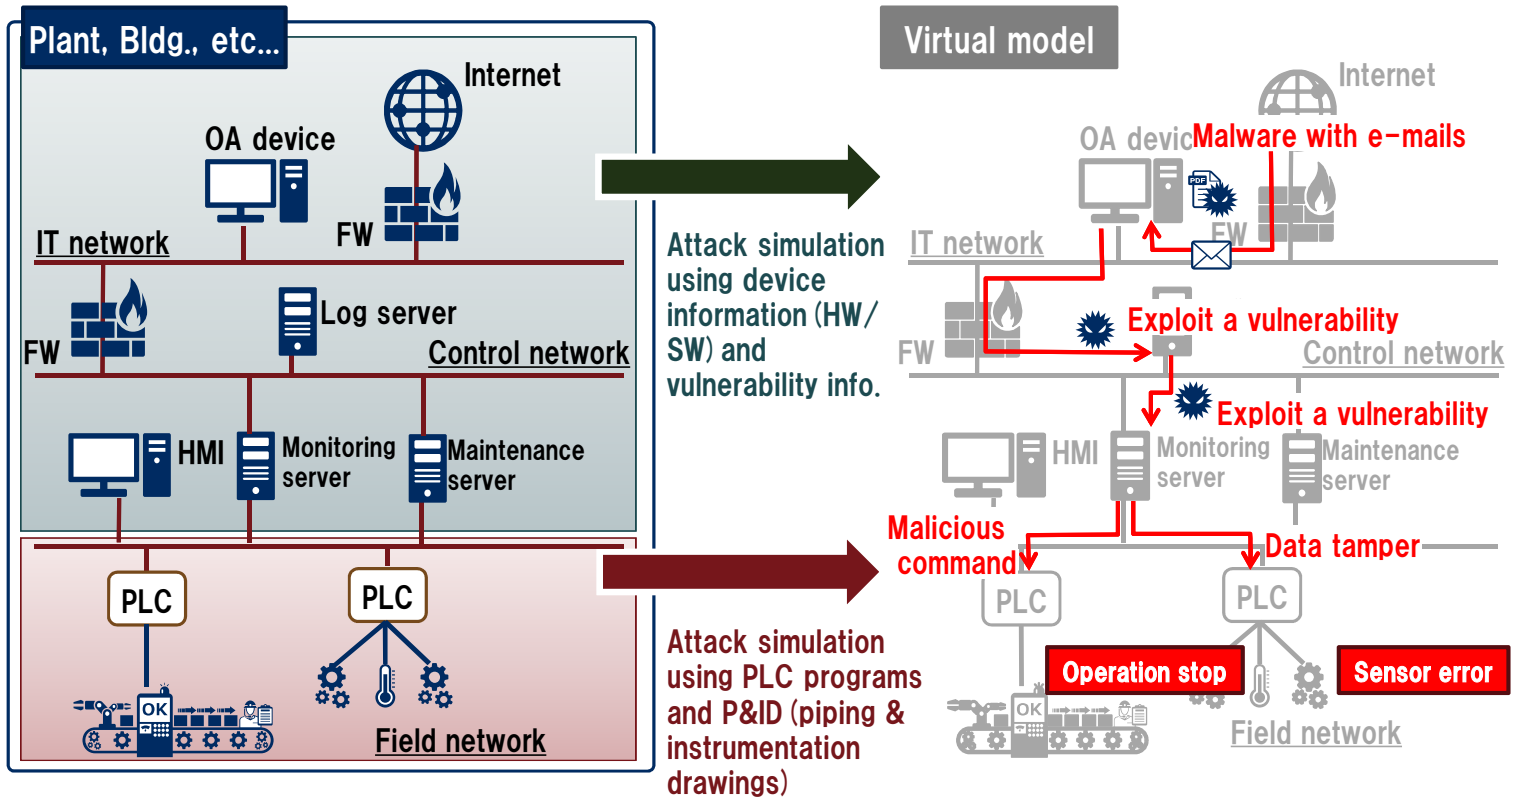 Plant, Bldg., etc...
Internet
OA device
FW
IT network
Log server
FW
Control network
HMI
Monitoring
server
Maintenance
server
PLC
PLC
OK
Field network
Attack simulation
using device
information (HW/
SW) and
vulnerability info.
Attack simulation
using PLC programs
and P&ID (piping &
instrumentation
drawings)
Virtual model
Internet
OA devic
Malware with e-mails
PDF
FW
IT network
Exploit a vulnerability
FW
Control network
Exploit a vulnerability
HMI
Monitoring
server
Maintenance
server
Malicious
command
Data tamper
PLC
PLC
Operation stop
Sensor error
OK
Field network